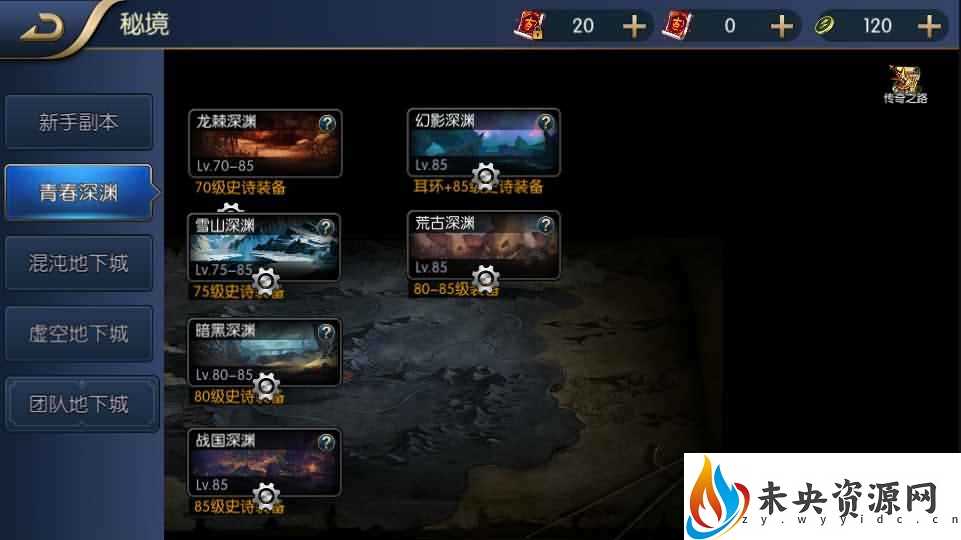 秘境
20
0
120
传奇之路
新手副本
青春深渊
混沌地下城
虚空地下城
团队地下城
龙棘深渊
Lv.70-85
70级史诗装备
幻影深渊
Lv.85
耳环+85级史诗装备
雪山深渊
Lv.75-85
75级史诗装备
荒古深渊
Lv.85
80-85级装备
暗黑深渊
Lv.80-85
80级史诗装备
战国深渊
Lv.85
85级史诗装备
未央资源网
zy.wyyidc.cn